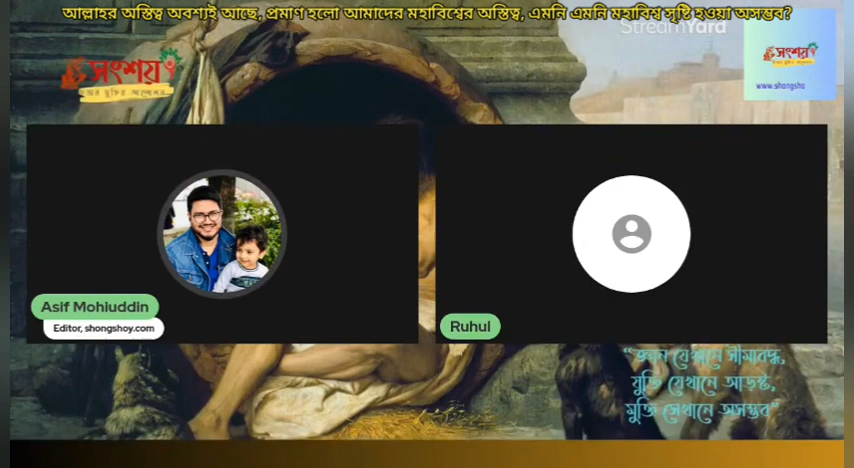 আল্লাহর অস্তিত্ব অবশ্যই আছে, প্রমাণ হলো আমাদের মহাবিশ্বের অস্তিত্ব, এমনি এমনি মহাবিশ্ব সৃষ্টি হওয়া অসম্ভব?
StreamYard
সংশয়
সংশয়
www.shongsho
Asif Mohiuddin
Editor, shongshoy.com
Ruhul
“জ্ঞান যেখানে সীমাবদ্ধ,
যুক্তি যেখানে আড়ষ্ট,
মুক্তি সেখানে অসম্ভব”